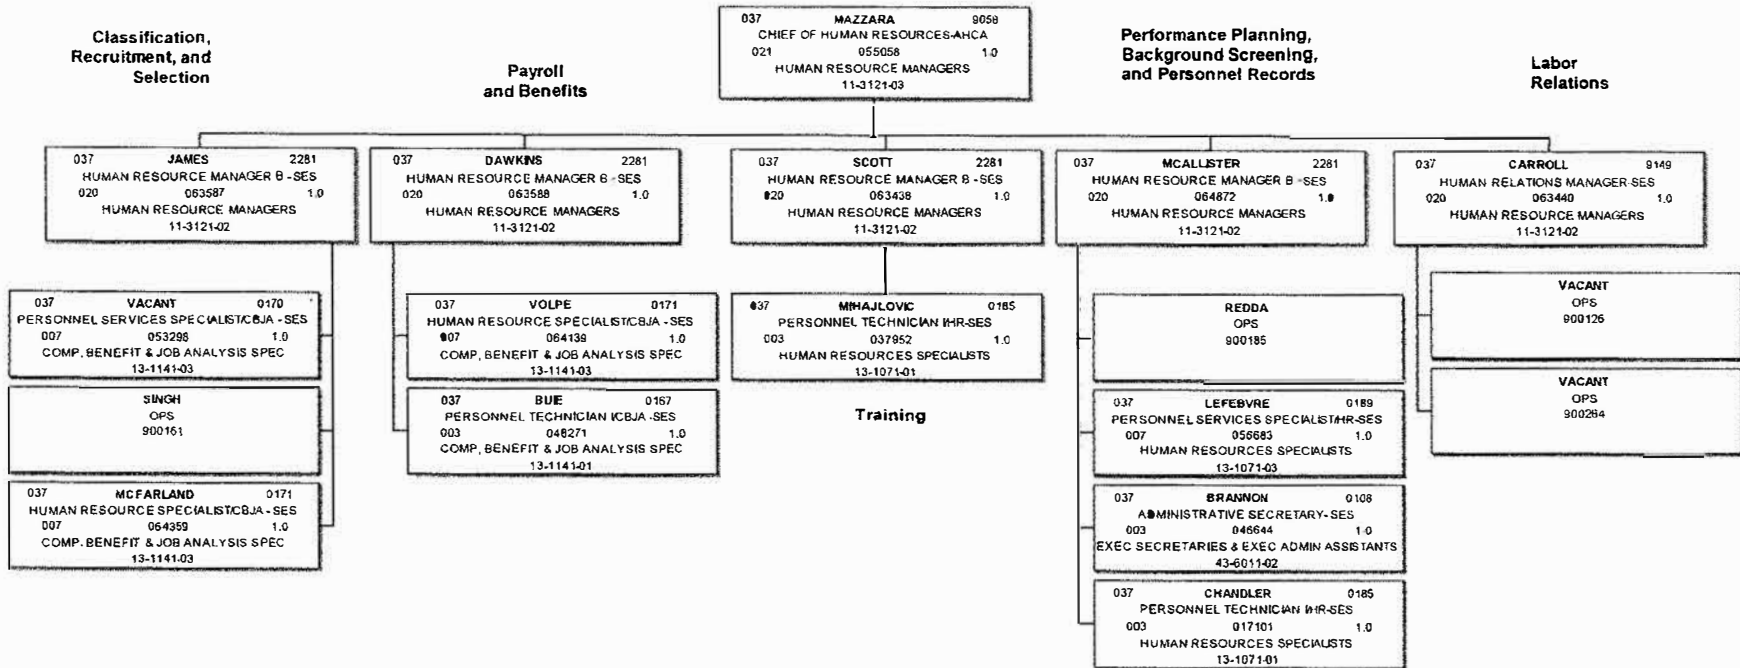 Classification,
Recruitment, and
Selection
Payroll
and Benefits
037 MAZZARA 9058
CHIEF OF HUMAN RESOURCES-AHCA
021 055058 1.0
HUMAN RESOURCE MANAGERS
11-3121-03
Performance Planning,
Background Screening,
and Personnel Records
Labor
Relations
037 JAMES 2281
HUMAN RESOURCE MANAGER B -SES
020 063587 1.0
HUMAN RESOURCE MANAGERS
11-3121-02
037 DAWKINS 2281
HUMAN RESOURCE MANAGER B -SES
020 063588 1.0
HUMAN RESOURCE MANAGERS
11-3121-02
037 SCOTT 2281
HUMAN RESOURCE MANAGER B -SES
020 063438 1.0
HUMAN RESOURCE MANAGERS
11-3121-02
037 MCALLISTER 2281
HUMAN RESOURCE MANAGER B -SES
020 064872 1.0
HUMAN RESOURCE MANAGERS
11-3121-02
037 CARROLL 9149
HUMAN RELATIONS MANAGER-SES
020 063440 1.0
HUMAN RESOURCE MANAGERS
11-3121-02
037 VACANT 0170
PERSONNEL SERVICES SPECIALIST/CBJA - SES
007 053298 1.0
COMP, BENEFIT & JOB ANALYSIS SPEC
13-1141-03
SINGH
OPS
900161
037 MCFARLAND 0171
HUMAN RESOURCE SPECIALIST/CBJA - SES
007 064359 1.0
COMP. BENEFIT & JOB ANALYSIS SPEC
13-1141-03
037 VOLPE 0171
HUMAN RESOURCE SPECIALIST/CBJA - SES
007 064139 1.0
COMP, BENEFIT & JOB ANALYSIS SPEC
13-1141-03
037 BUIE 0167
PERSONNEL TECHNICIAN I/CBJA -SES
003 048271 1.0
COMP, BENEFIT & JOB ANALYSIS SPEC
13-1141-01
037 MIHAJLOVIC 0185
PERSONNEL TECHNICIAN I/HR-SES
003 037952 1.0
HUMAN RESOURCES SPECIALISTS
13-1071-01
Training
REDDA
OPS
900185
037 LEFEBVRE 0189
PERSONNEL SERVICES SPECIALIST/HR-SES
007 055683 1.0
HUMAN RESOURCES SPECIALISTS
13-1071-03
037 BRANNON 0108
ADMINISTRATIVE SECRETARY-SES
003 046644 1.0
EXEC SECRETARIES & EXEC ADMIN ASSISTANTS
43-6011-02
037 CHANDLER 0185
PERSONNEL TECHNICIAN I/HR-SES
003 017101 1.0
HUMAN RESOURCES SPECIALISTS
13-1071-01
VACANT
OPS
900126
VACANT
OPS
900264